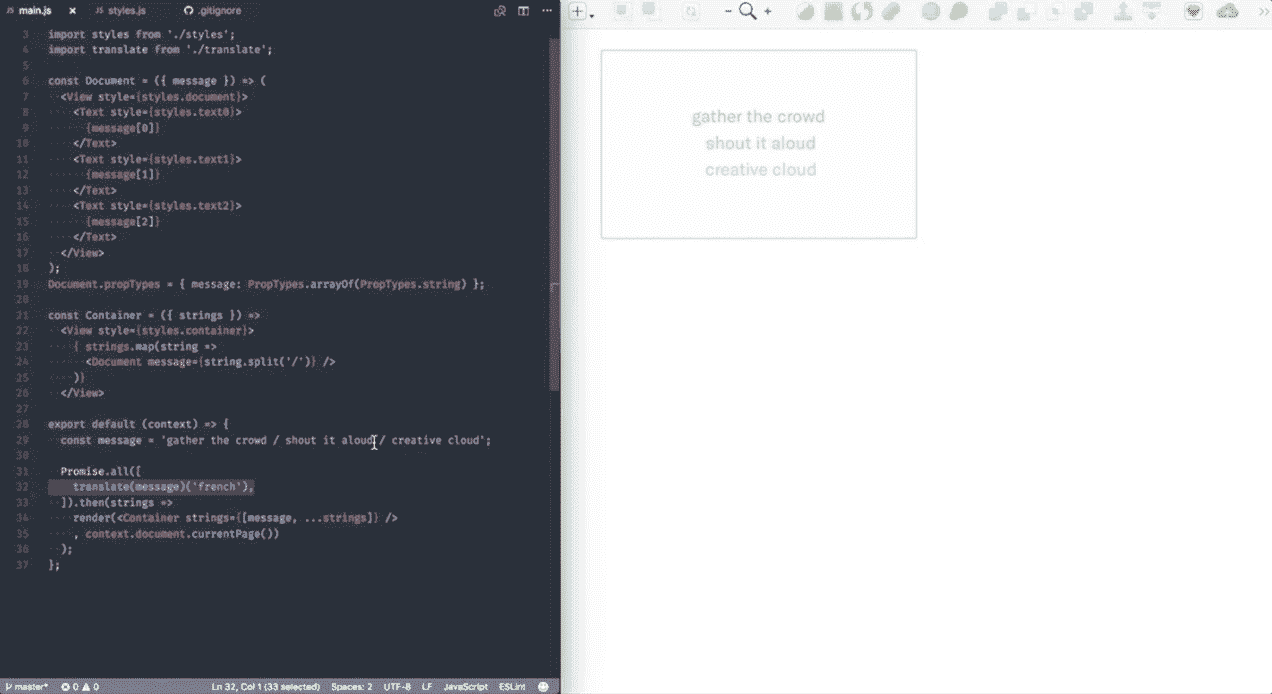 main.js × styles.js .gitignore
3 import styles from './styles';
4 import translate from './translate';
5
6 const Document = ({ message }) => (
7 <View style={styles.document}>
8 <Text style={styles.text0}>
9 {message[0]}
10 </Text>
11 <Text style={styles.text1}>
12 {message[1]}
13 </Text>
14 <Text style={styles.text2}>
15 {message[2]}
16 </Text>
17 </View>
18 );
19 Document.propTypes = { message: PropTypes.arrayOf(PropTypes.string) };
20
21 const Container = ({ strings }) =>
22 <View style={styles.container}>
23 { strings.map(string =>
24 <Document message={string.split('/')} />
25 )}
26 </View>
27
28 export default (context) => {
29 const message = 'gather the crowd / shout it aloud / creative cloud';
30
31 Promise.all([
32 translate(message)('french'),
33 ]).then(strings =>
34 render(<Container strings={[message, ...strings]} />
35 , context.document.currentPage())
36 );
37 };
master* 0 0 Ln 32, Col 1 (33 selected) Spaces: 2 UTF-8 LF JavaScript ESLint
gather the crowd
shout it aloud
creative cloud